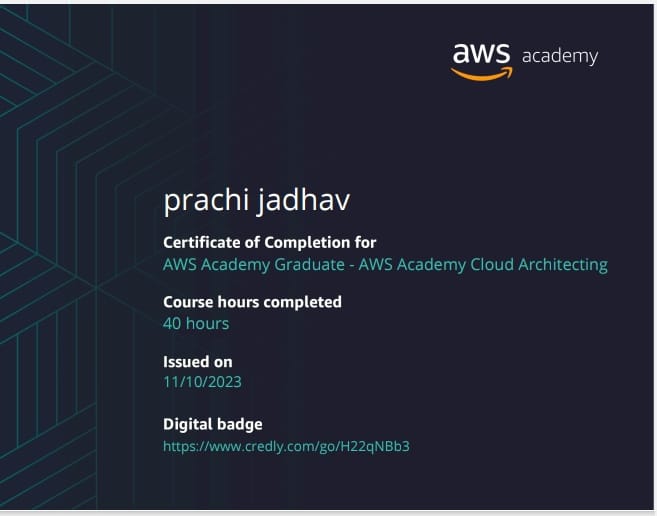 aws academy
prachi jadhav
Certificate of Completion for
AWS Academy Graduate - AWS Academy Cloud Architecting
Course hours completed
40 hours
Issued on
11/10/2023
Digital badge
https://www.credly.com/go/H22qNBb3